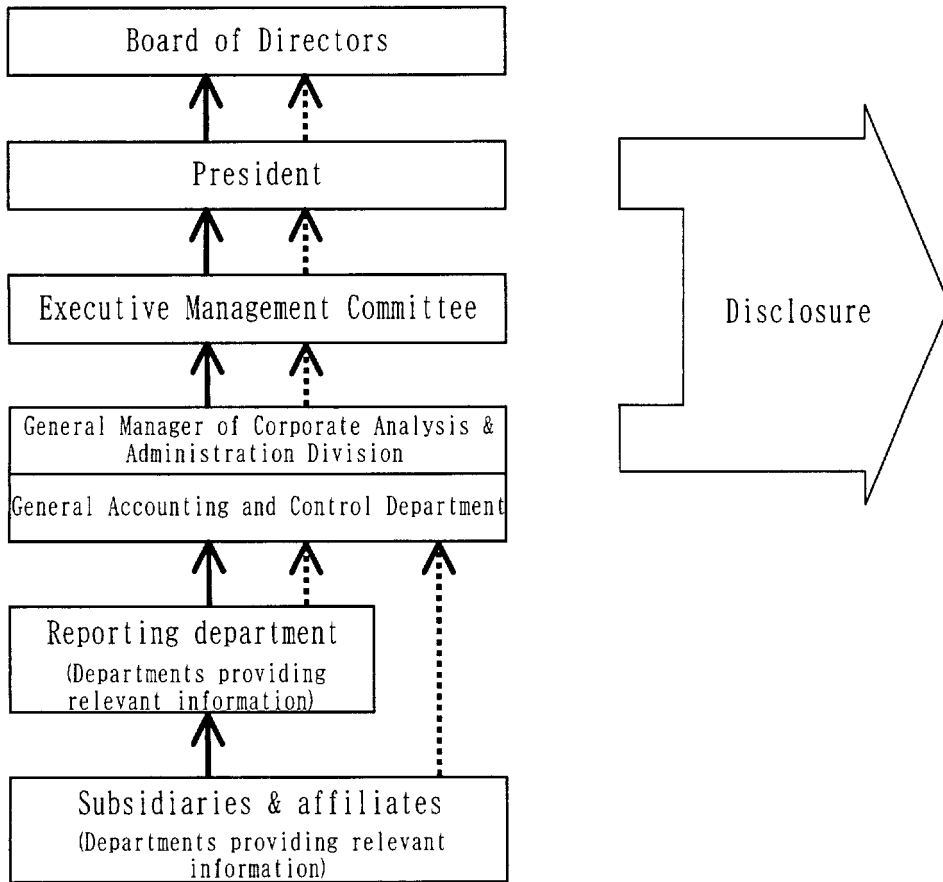 Board of Directors
President
Executive Management Committee
General Manager of Corporate Analysis &
Administration Division
General Accounting and Control Department
Reporting department
(Departments providing
relevant information)
Subsidiaries & affiliates
(Departments providing relevant
information)
Disclosure